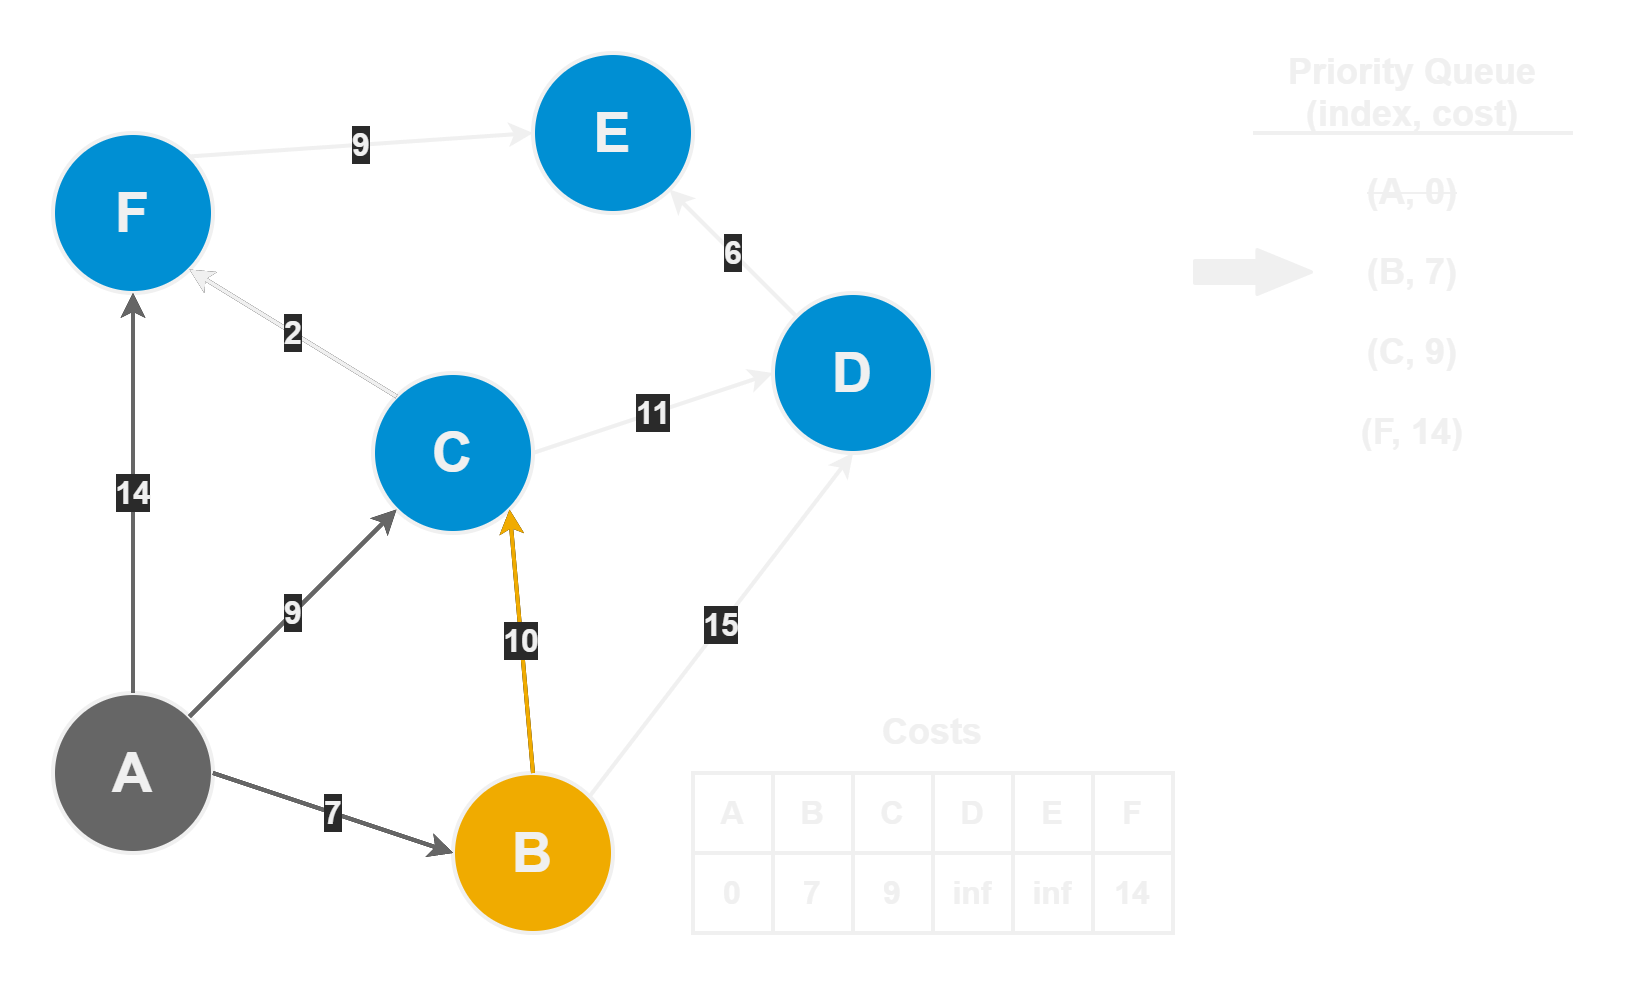 Priority Queue
(index, cost)
(A, 0)
(B, 7)
(C, 9)
(F, 14)
E
9
F
6
2
D
11
C
14
9
10
15
A
7
B
Costs
A B C D E F
0 7 9 inf inf 14